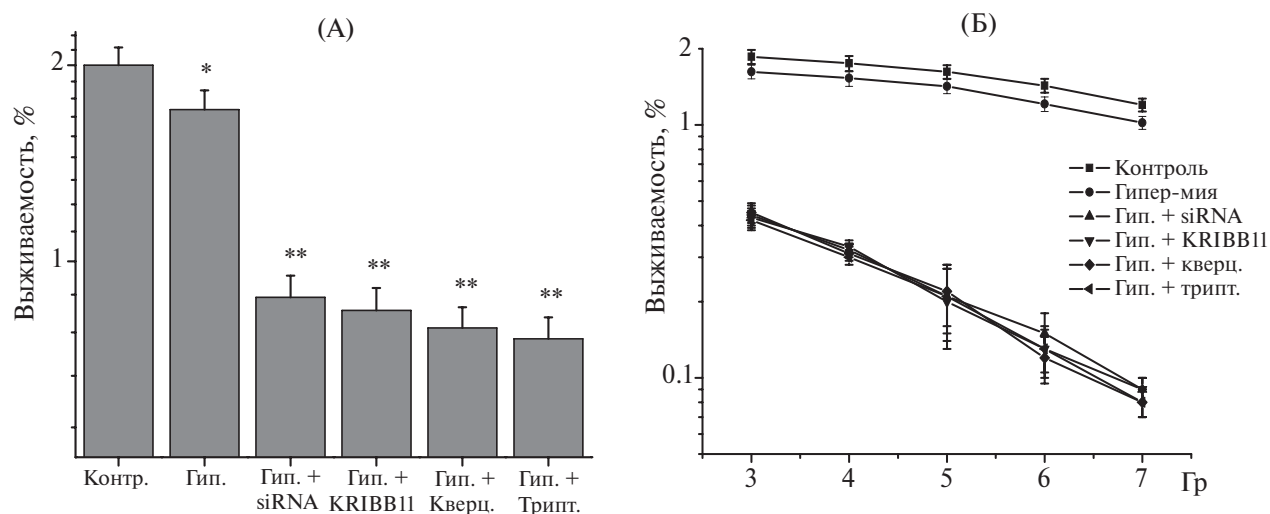 (А)
Выживаемость, %
2
1
*
**
**
**
**
Контр.
Гип.
Гип. +
siRNA
Гип. +
KRIBB11
Гип. +
Кверц.
Гип. +
Трипт.
(Б)
Выживаемость, %
2
1
0.1
3
4
5
6
7
Гр
Контроль
Гипер-мия
Гип. + siRNA
Гип. + KRIBB11
Гип. + кверц.
Гип. + трипт.